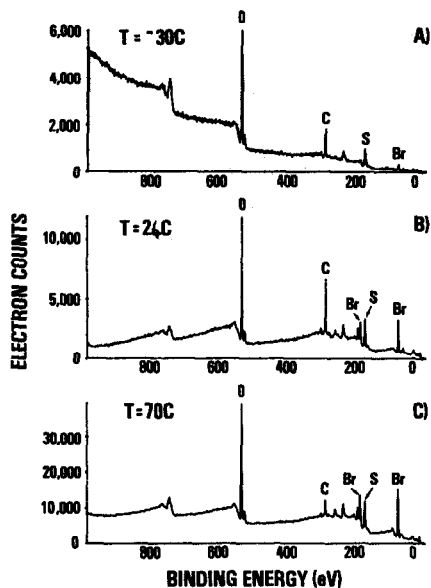 O
6,000
T = -30C
A)
4,000
C
2,000
S
Br
0
800 600 400 200 0
O
10,000
T=24C
B)
C
5,000
Br S Br
0
800 600 400 200 0
O
30,000
T=70C
C)
20,000
Br S Br
C
10,000
0
800 600 400 200 0
ELECTRON COUNTS
BINDING ENERGY (eV)